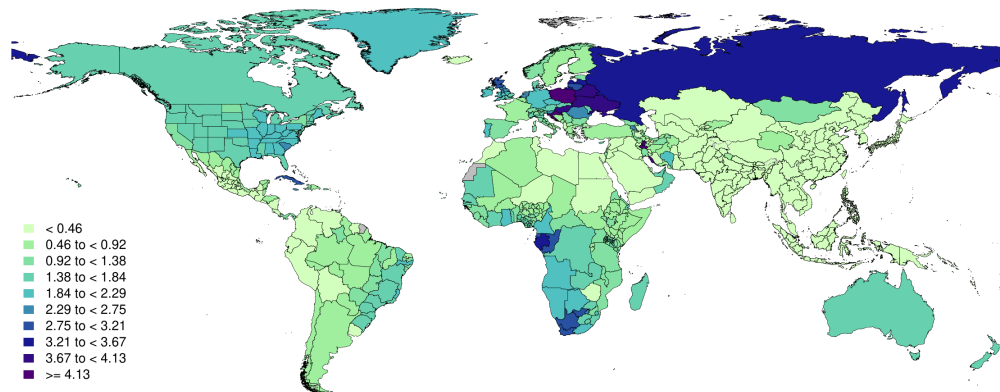 < 0.46
0.46 to < 0.92
0.92 to < 1.38
1.38 to < 1.84
1.84 to < 2.29
2.29 to < 2.75
2.75 to < 3.21
3.21 to < 3.67
3.67 to < 4.13
>= 4.13